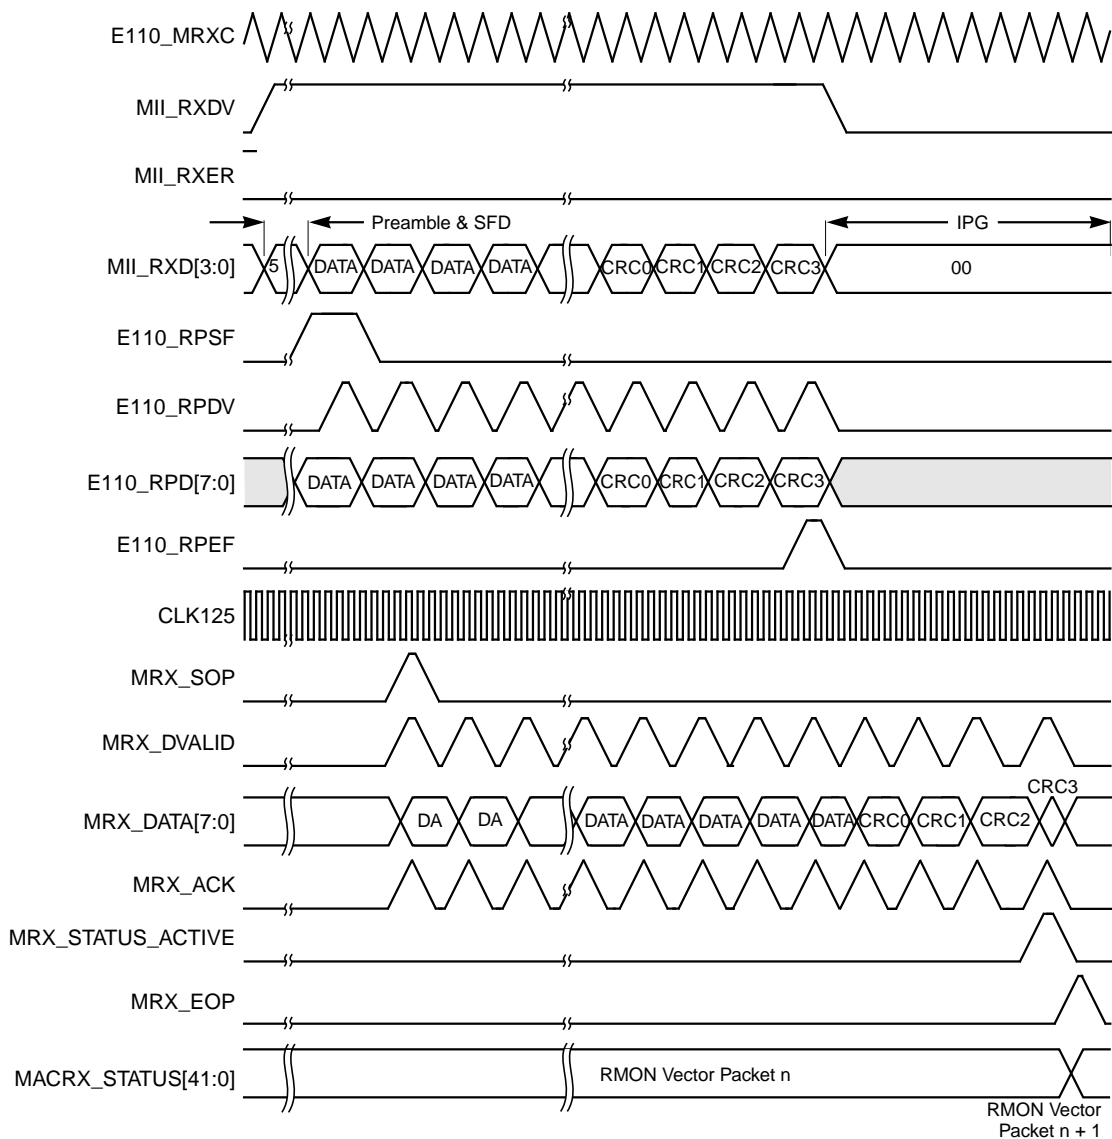 E110_MRXC
MII_RXDV
MII_RXER
Preamble & SFD IPG
MII_RXD[3:0] 5 DATA DATA DATA DATA CRC0 CRC1 CRC2 CRC3 00
E110_RPSF
E110_RPDV
E110_RPD[7:0] DATA DATA DATA DATA CRC0 CRC1 CRC2 CRC3
E110_RPEF
CLK125
MRX_SOP
MRX_DVALID
CRC3
MRX_DATA[7:0] DA DA DATA DATA DATA DATA DATA CRC0 CRC1 CRC2
MRX_ACK
MRX_STATUS_ACTIVE
MRX_EOP
MACRX_STATUS[41:0] RMON Vector Packet n
RMON Vector
Packet n + 1